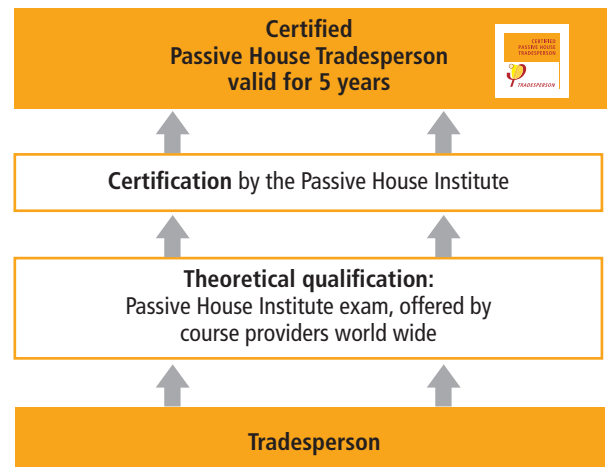 Certified
Passive House Tradesperson
valid for 5 years
CERTIFIED
PASSIVE HOUSE
TRADESPERSON
TRADESPERSON
Certification by the Passive House Institute
Theoretical qualification:
Passive House Institute exam, offered by
course providers world wide
Tradesperson